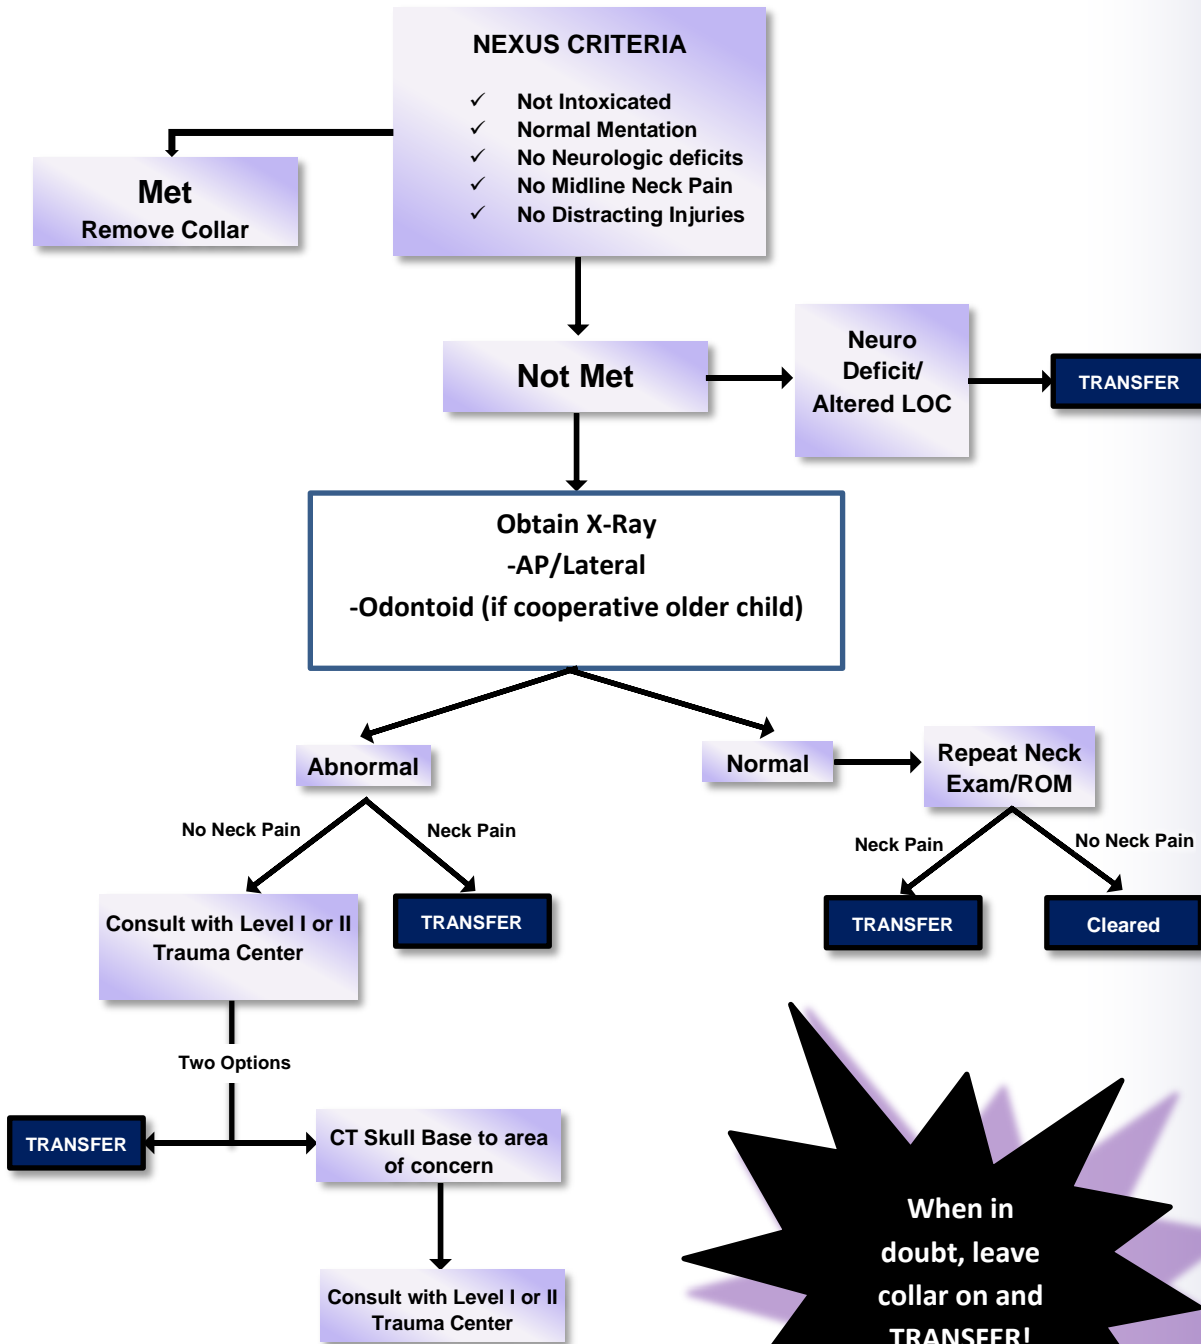 NEXUS CRITERIA
✓ Not Intoxicated
✓ Normal Mentation
✓ No Neurologic deficits
✓ No Midline Neck Pain
✓ No Distracting Injuries
Met
Remove Collar
Not Met
Neuro
Deficit/
Altered LOC
TRANSFER
Obtain X-Ray
-AP/Lateral
-Odontoid (if cooperative older child)
Abnormal
Normal
Repeat Neck
Exam/ROM
No Neck Pain
Neck Pain
Neck Pain
No Neck Pain
Consult with Level I or II
Trauma Center
TRANSFER
TRANSFER
Cleared
Two Options
TRANSFER
CT Skull Base to area
of concern
Consult with Level I or II
Trauma Center
When in
doubt, leave
collar on and
TRANSFER!